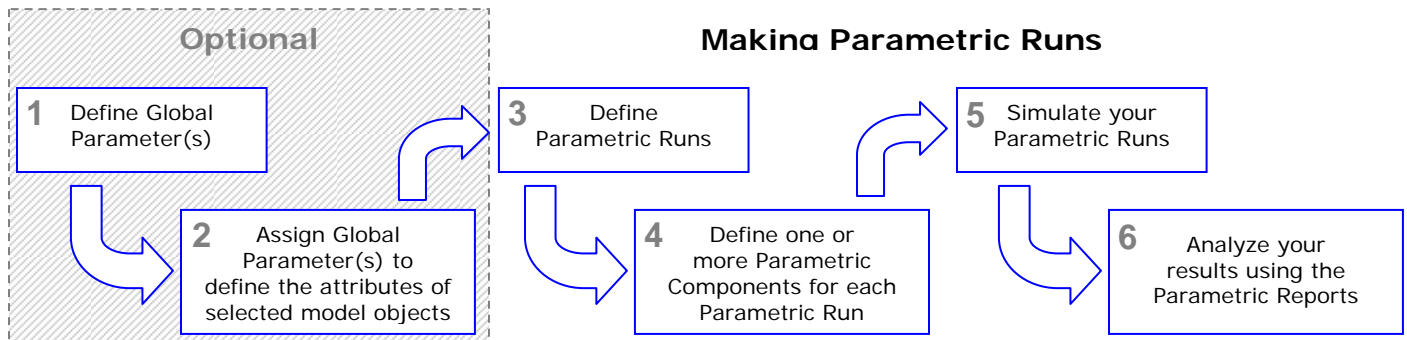 Optional
Making Parametric Runs
1 Define Global
Parameter(s)
2 Assign Global
Parameter(s) to
define the attributes of
selected model objects
3 Define
Parametric Runs
4 Define one or
more Parametric
Components for each
Parametric Run
5 Simulate your
Parametric Runs
6 Analyze your
results using the
Parametric Reports